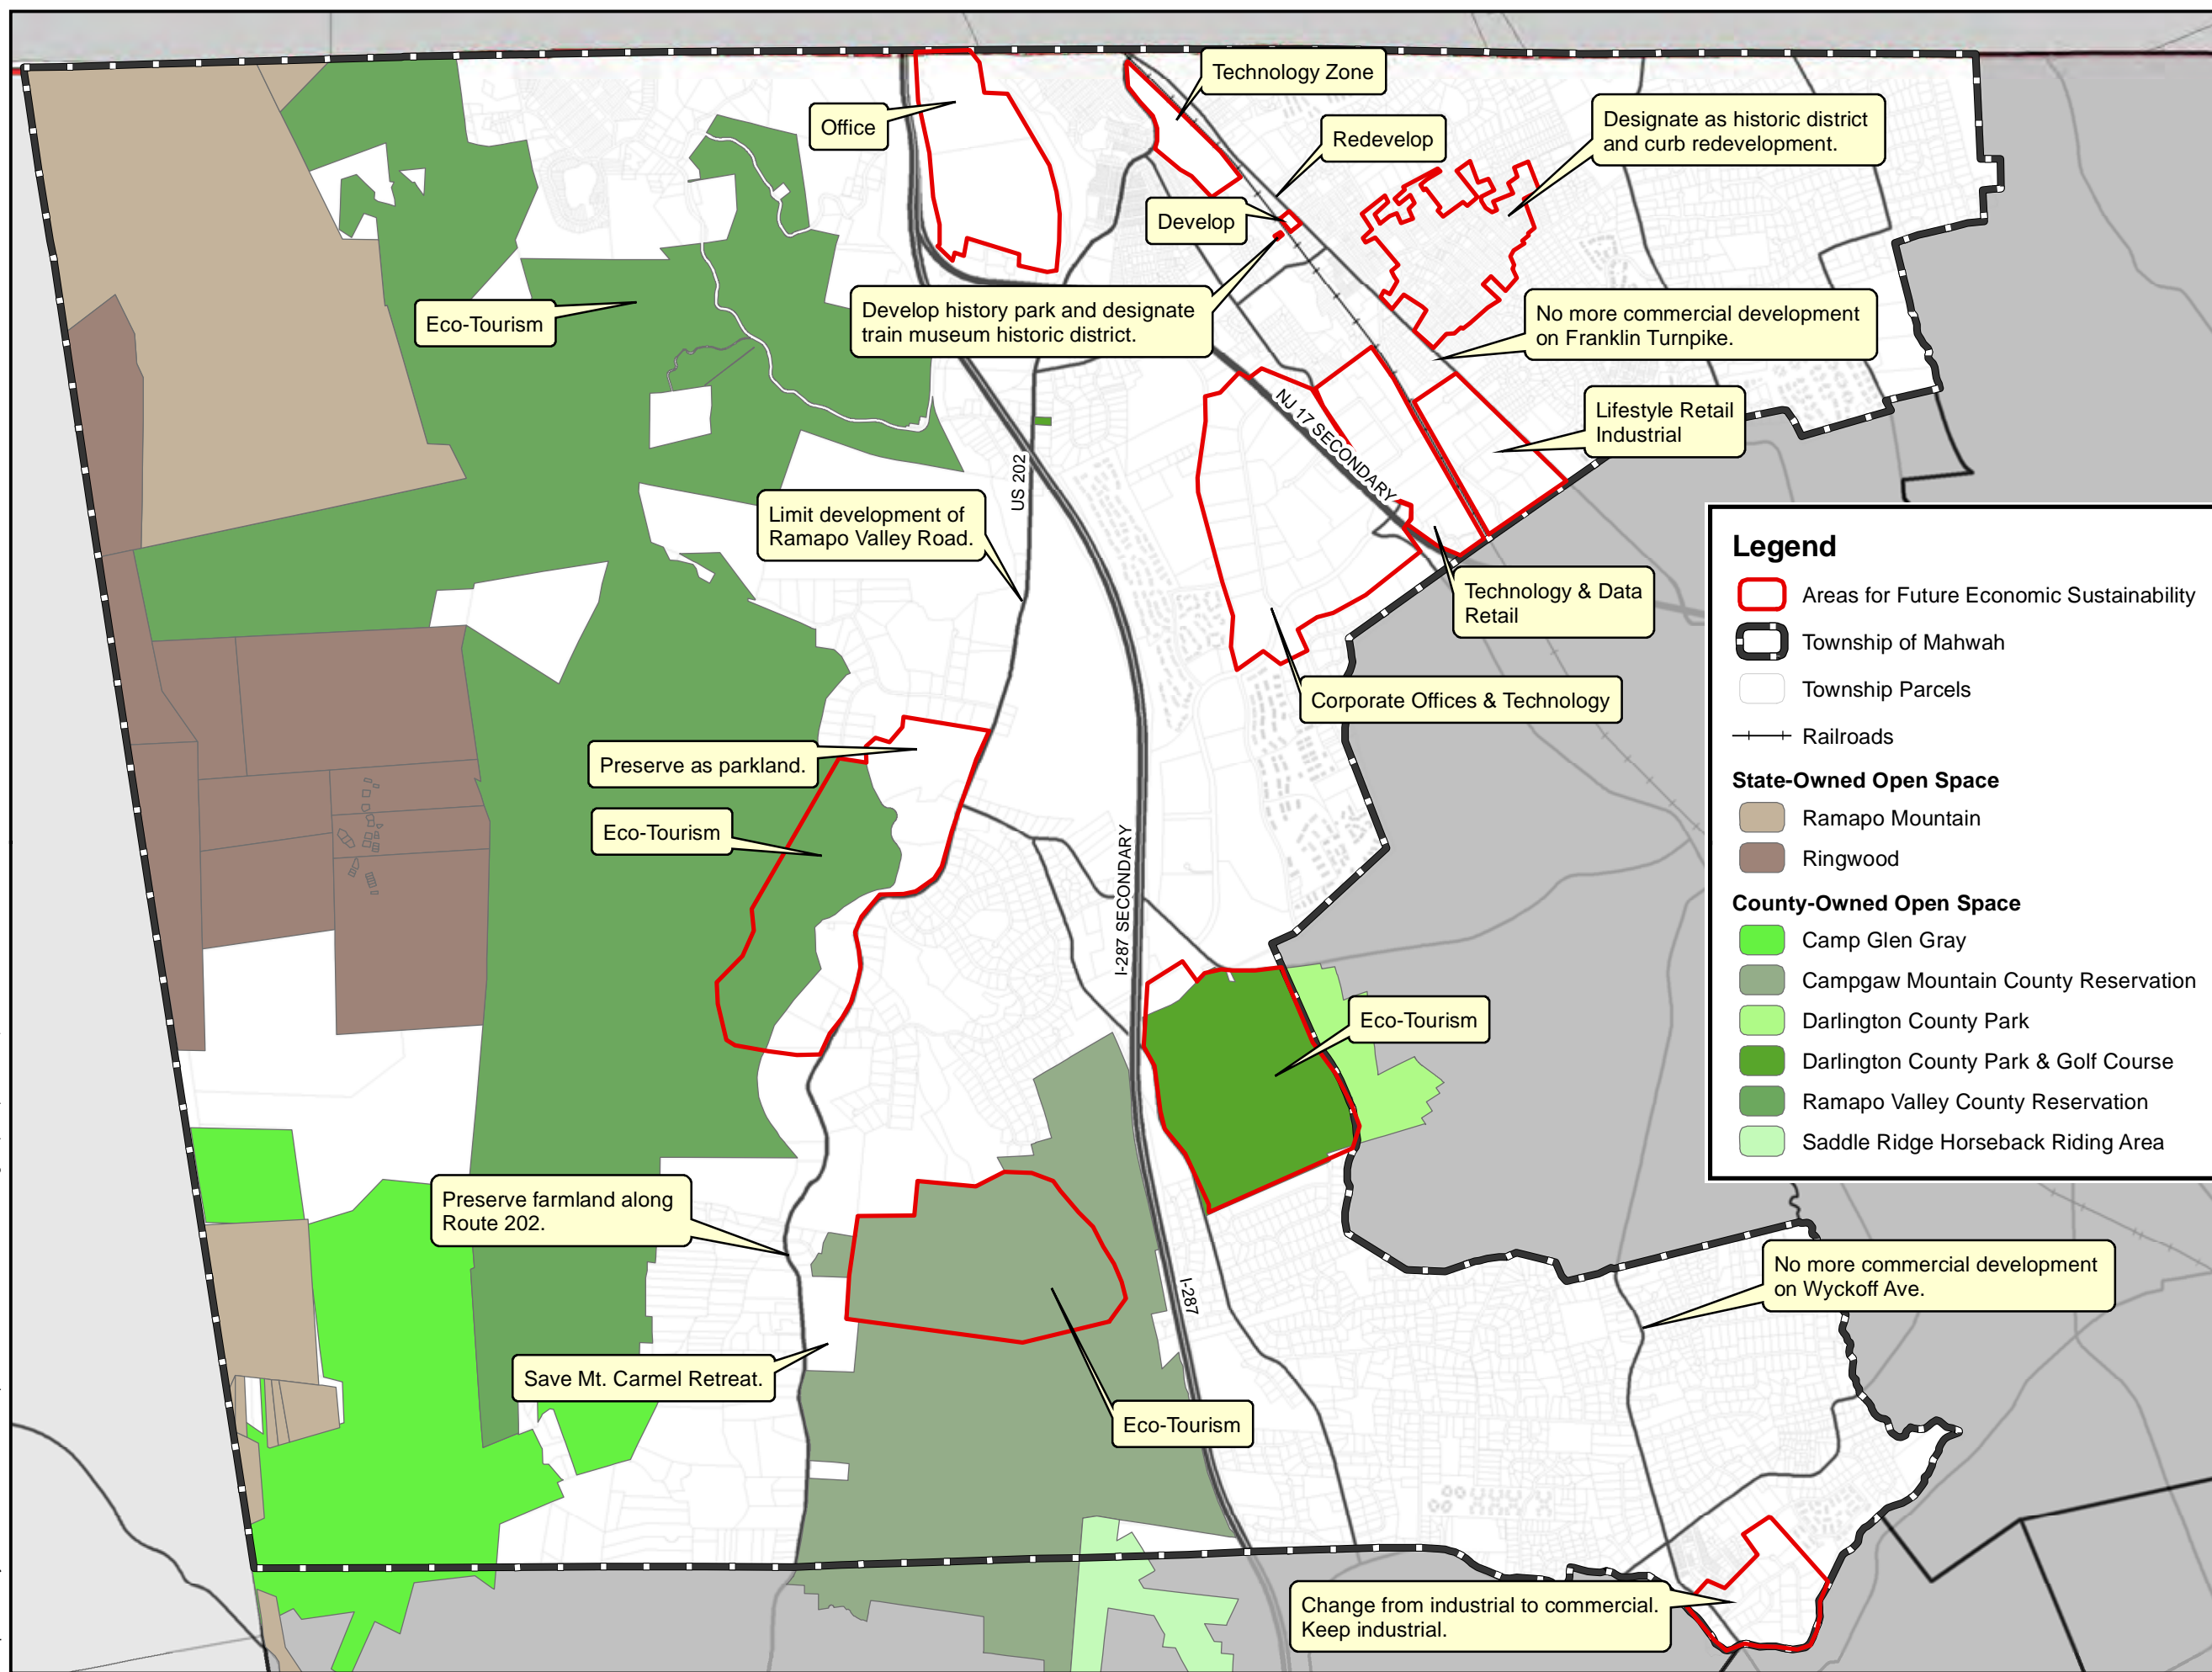 Technology Zone
Office
Redevelop
Designate as historic district
and curb redevelopment.
Develop
Eco-Tourism
Develop history park and designate
train museum historic district.
No more commercial development
on Franklin Turnpike.
NJ 17 SECONDARY
Lifestyle Retail
Industrial
US 202
Limit development of
Ramapo Valley Road.
Technology & Data
Retail
Corporate Offices & Technology
Preserve as parkland.
Eco-Tourism
I-287 SECONDARY
Eco-Tourism
Preserve farmland along
Route 202.
I-287
No more commercial development
on Wyckoff Ave.
Save Mt. Carmel Retreat.
Eco-Tourism
Change from industrial to commercial.
Keep industrial.
Legend
Areas for Future Economic Sustainability
Township of Mahwah
Township Parcels
Railroads
State-Owned Open Space
Ramapo Mountain
Ringwood
County-Owned Open Space
Camp Glen Gray
Campgaw Mountain County Reservation
Darlington County Park
Darlington County Park & Golf Course
Ramapo Valley County Reservation
Saddle Ridge Horseback Riding Area